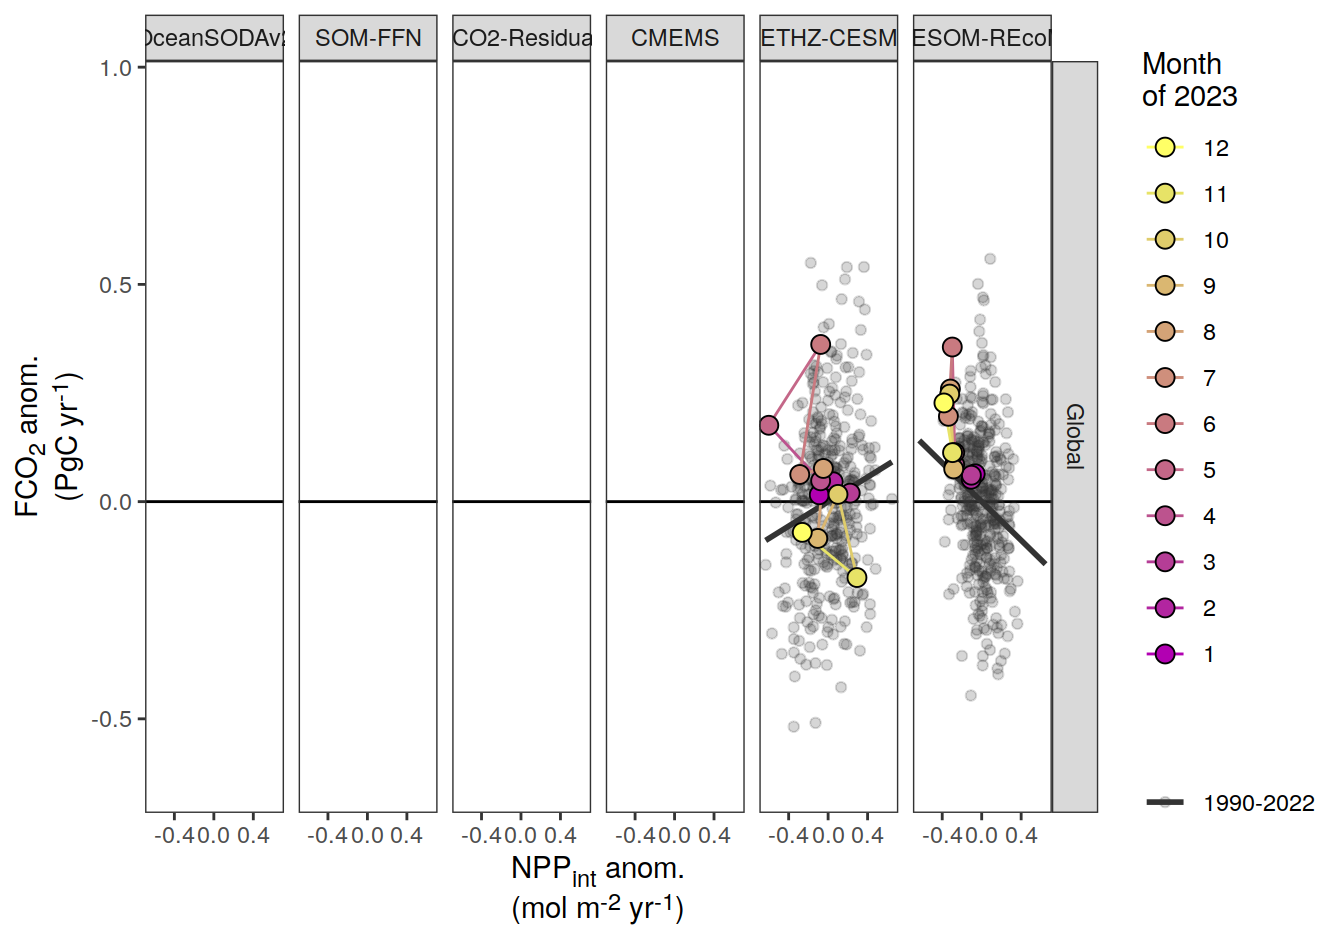 OceanSODAv2 SOM-FFN CO2-Residua CMEMS ETHZ-CESM ESOM-REcoM
1.0
0.5
0.0
-0.5
FCO2 anom.
(PgC yr-1)
Global
-0.4 0.0 0.4 -0.4 0.0 0.4 -0.4 0.0 0.4 -0.4 0.0 0.4 -0.4 0.0 0.4 -0.4 0.0 0.4
NPPint anom.
(mol m-2 yr-1)
Month
of 2023
12
11
10
9
8
7
6
5
4
3
2
1
1990-2022